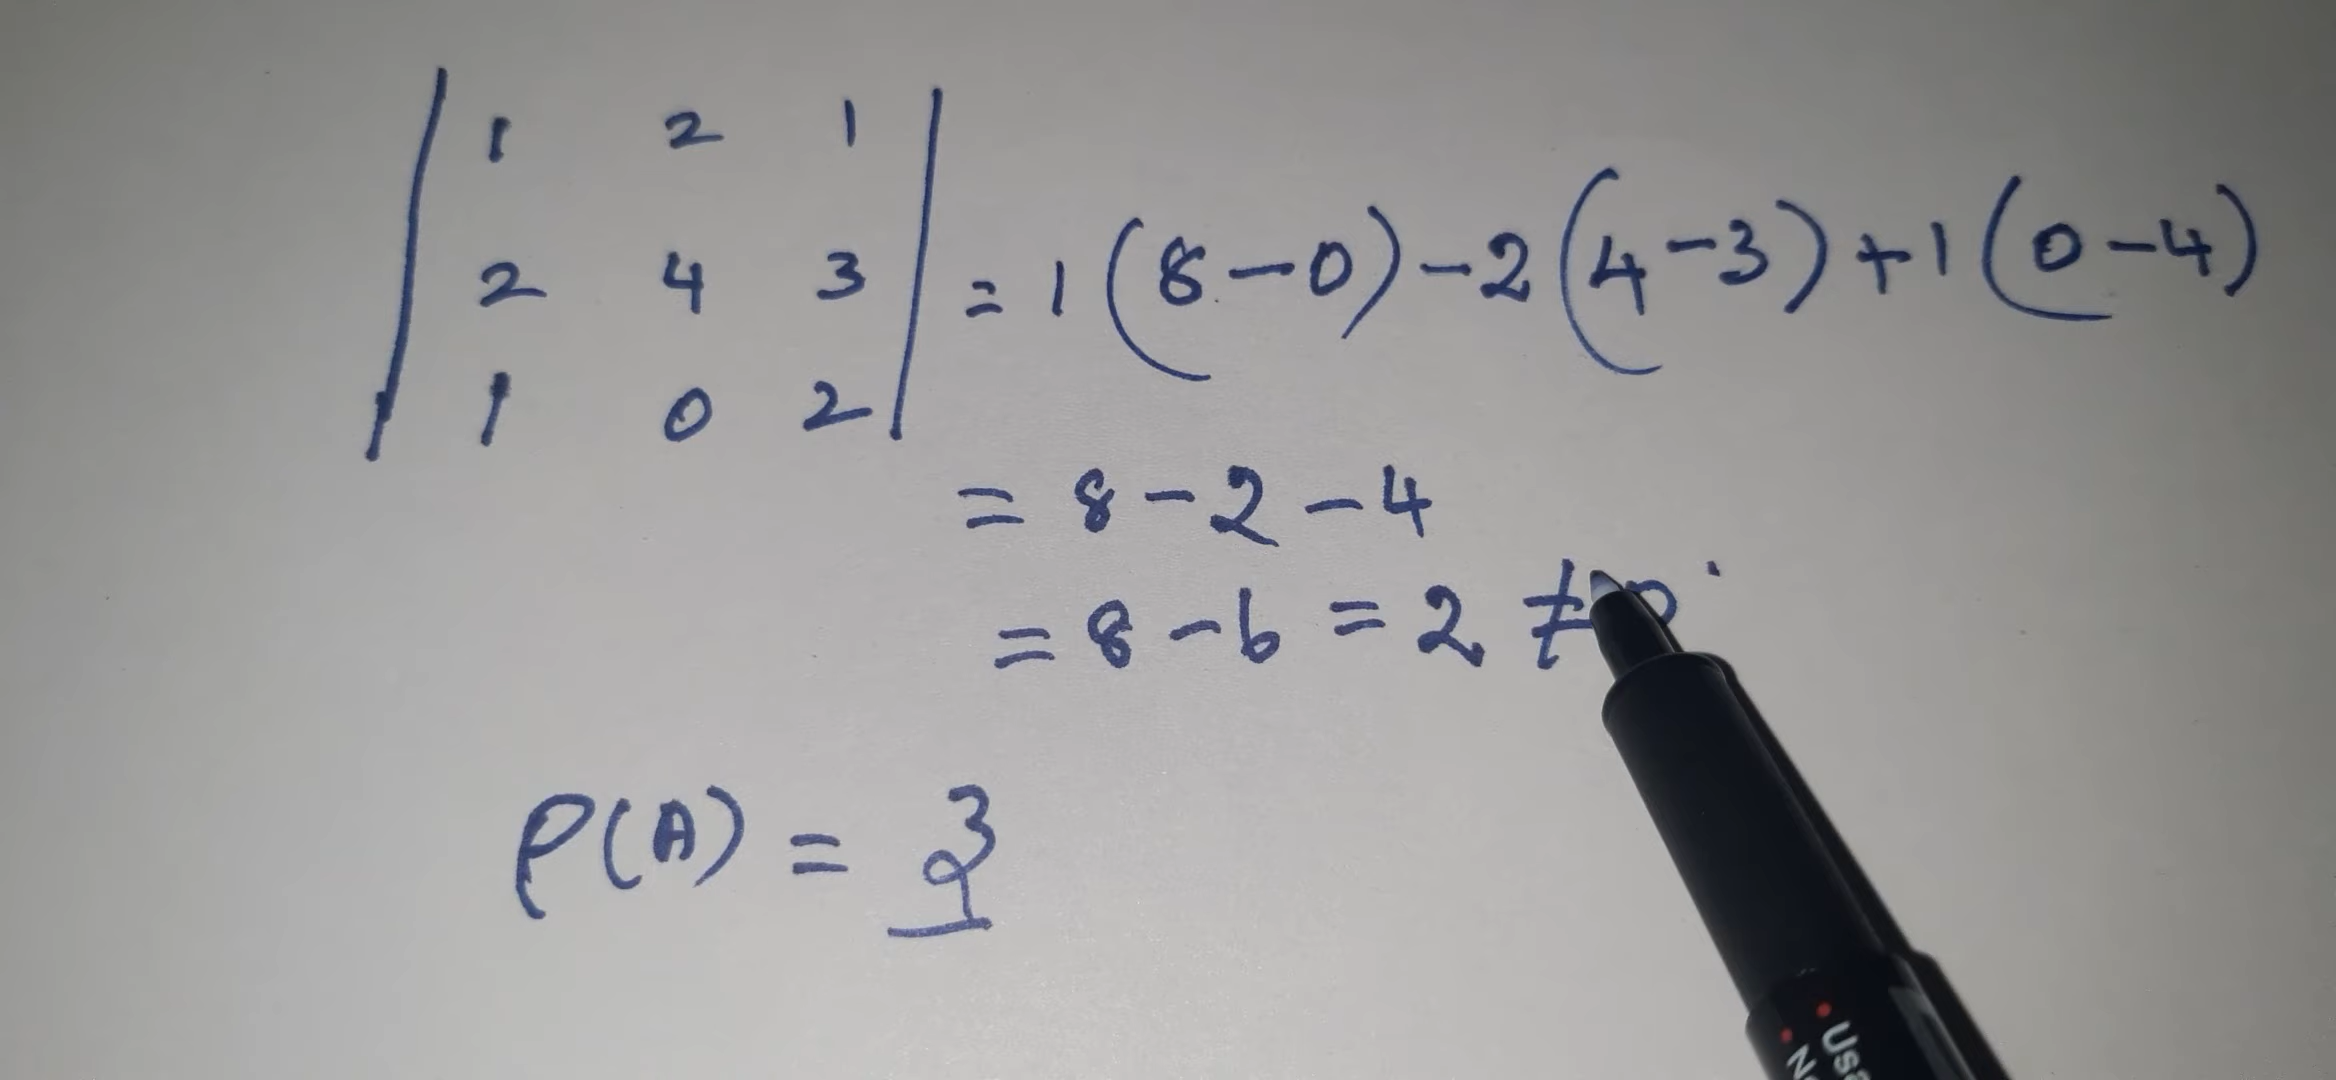 | 1 2 1 |
| 2 4 3 | = 1(8-0)-2(4-3)+1(0-4)
| 1 0 2 |
= 8-2-4
= 8-6 = 2 ≠0
ρ(A) = 3